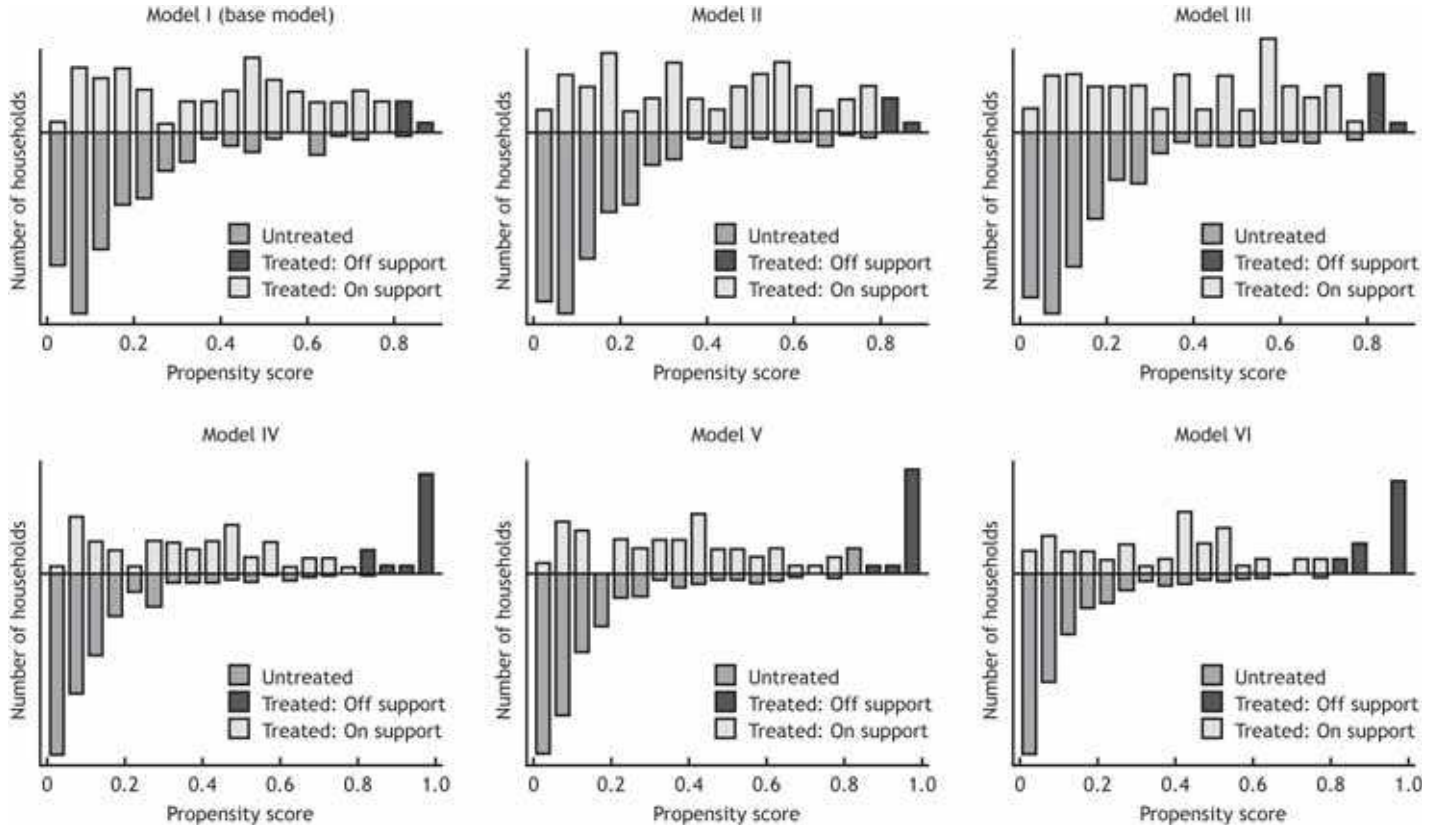 Model I (base model)
Model II
Model III
Number of households
Untreated
Treated: Off support
Treated: On support
0 0.2 0.4 0.6 0.8
Propensity score
Number of households
Untreated
Treated: Off support
Treated: On support
0 0.2 0.4 0.6 0.8
Propensity score
Number of households
Untreated
Treated: Off support
Treated: On support
0 0.2 0.4 0.6 0.8
Propensity score
Model IV
Model V
Model VI
Number of households
Untreated
Treated: Off support
Treated: On support
0 0.2 0.4 0.6 0.8 1.0
Propensity score
Number of households
Untreated
Treated: Off support
Treated: On support
0 0.2 0.4 0.6 0.8 1.0
Propensity score
Number of households
Untreated
Treated: Off support
Treated: On support
0 0.2 0.4 0.6 0.8 1.0
Propensity score